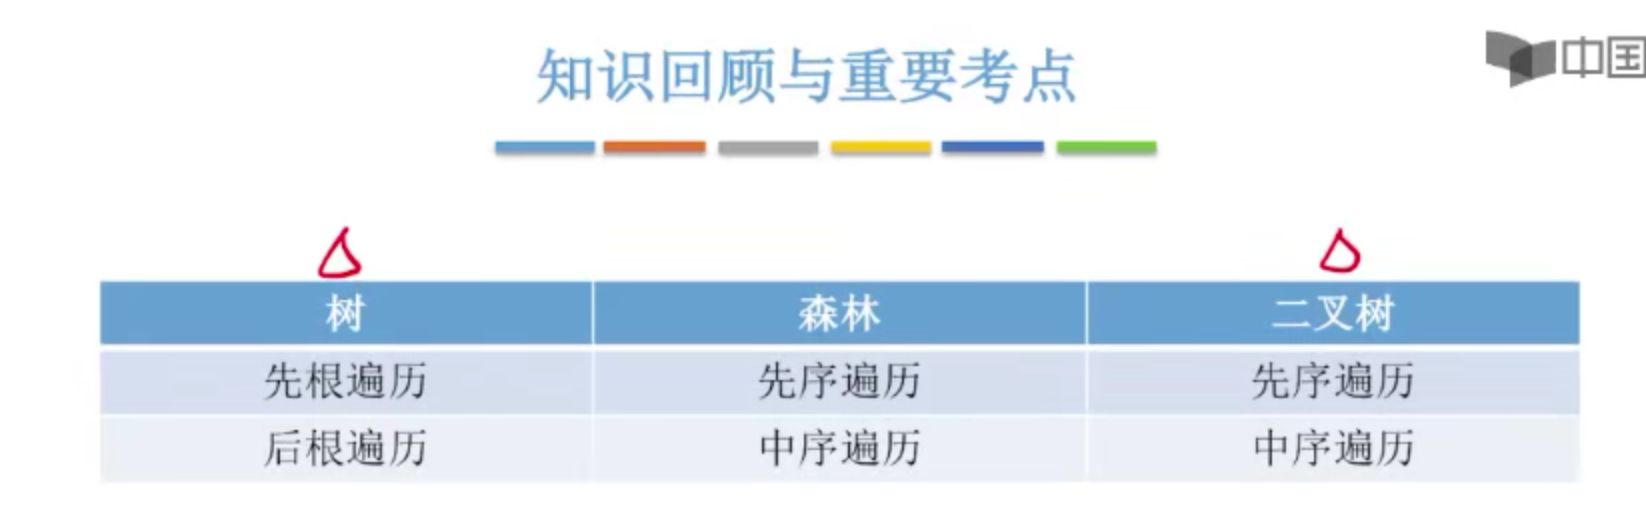 知识回顾与重要考点
中国
树 森林 二叉树
先根遍历 先序遍历 先序遍历
后根遍历 中序遍历 中序遍历